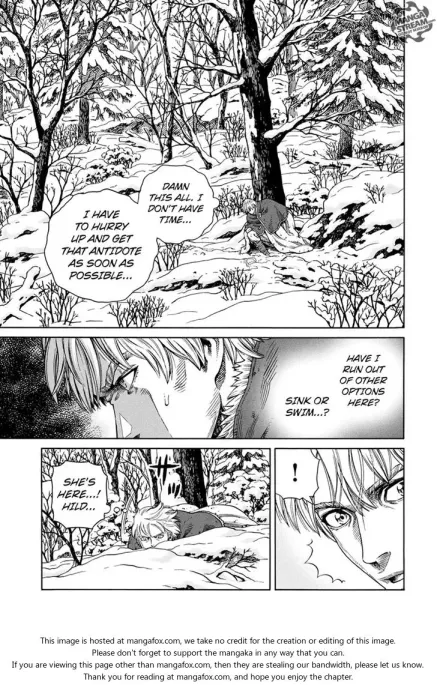 MANGA
STREAM
DAMN
THIS ALL. I
DON'T HAVE
TIME...
I HAVE
TO HURRY
UP AND GET
THAT ANTIDOTE
AS SOON AS
POSSIBLE...
HAVE I
RUN OUT
OF OTHER
OPTIONS
HERE?
SINK OR
SWIM...?
!
SHE'S
HERE...!
HILD...
This image is hosted at mangafox.com, we take no credit for the creation or editing of this image.
Please don't forget to support the mangaka in any way that you can.
If you are viewing this page other than mangafox.com, then they are stealing our bandwidth, please let us know.
Thank you for reading at mangafox.com, and hope you enjoy the chapter.